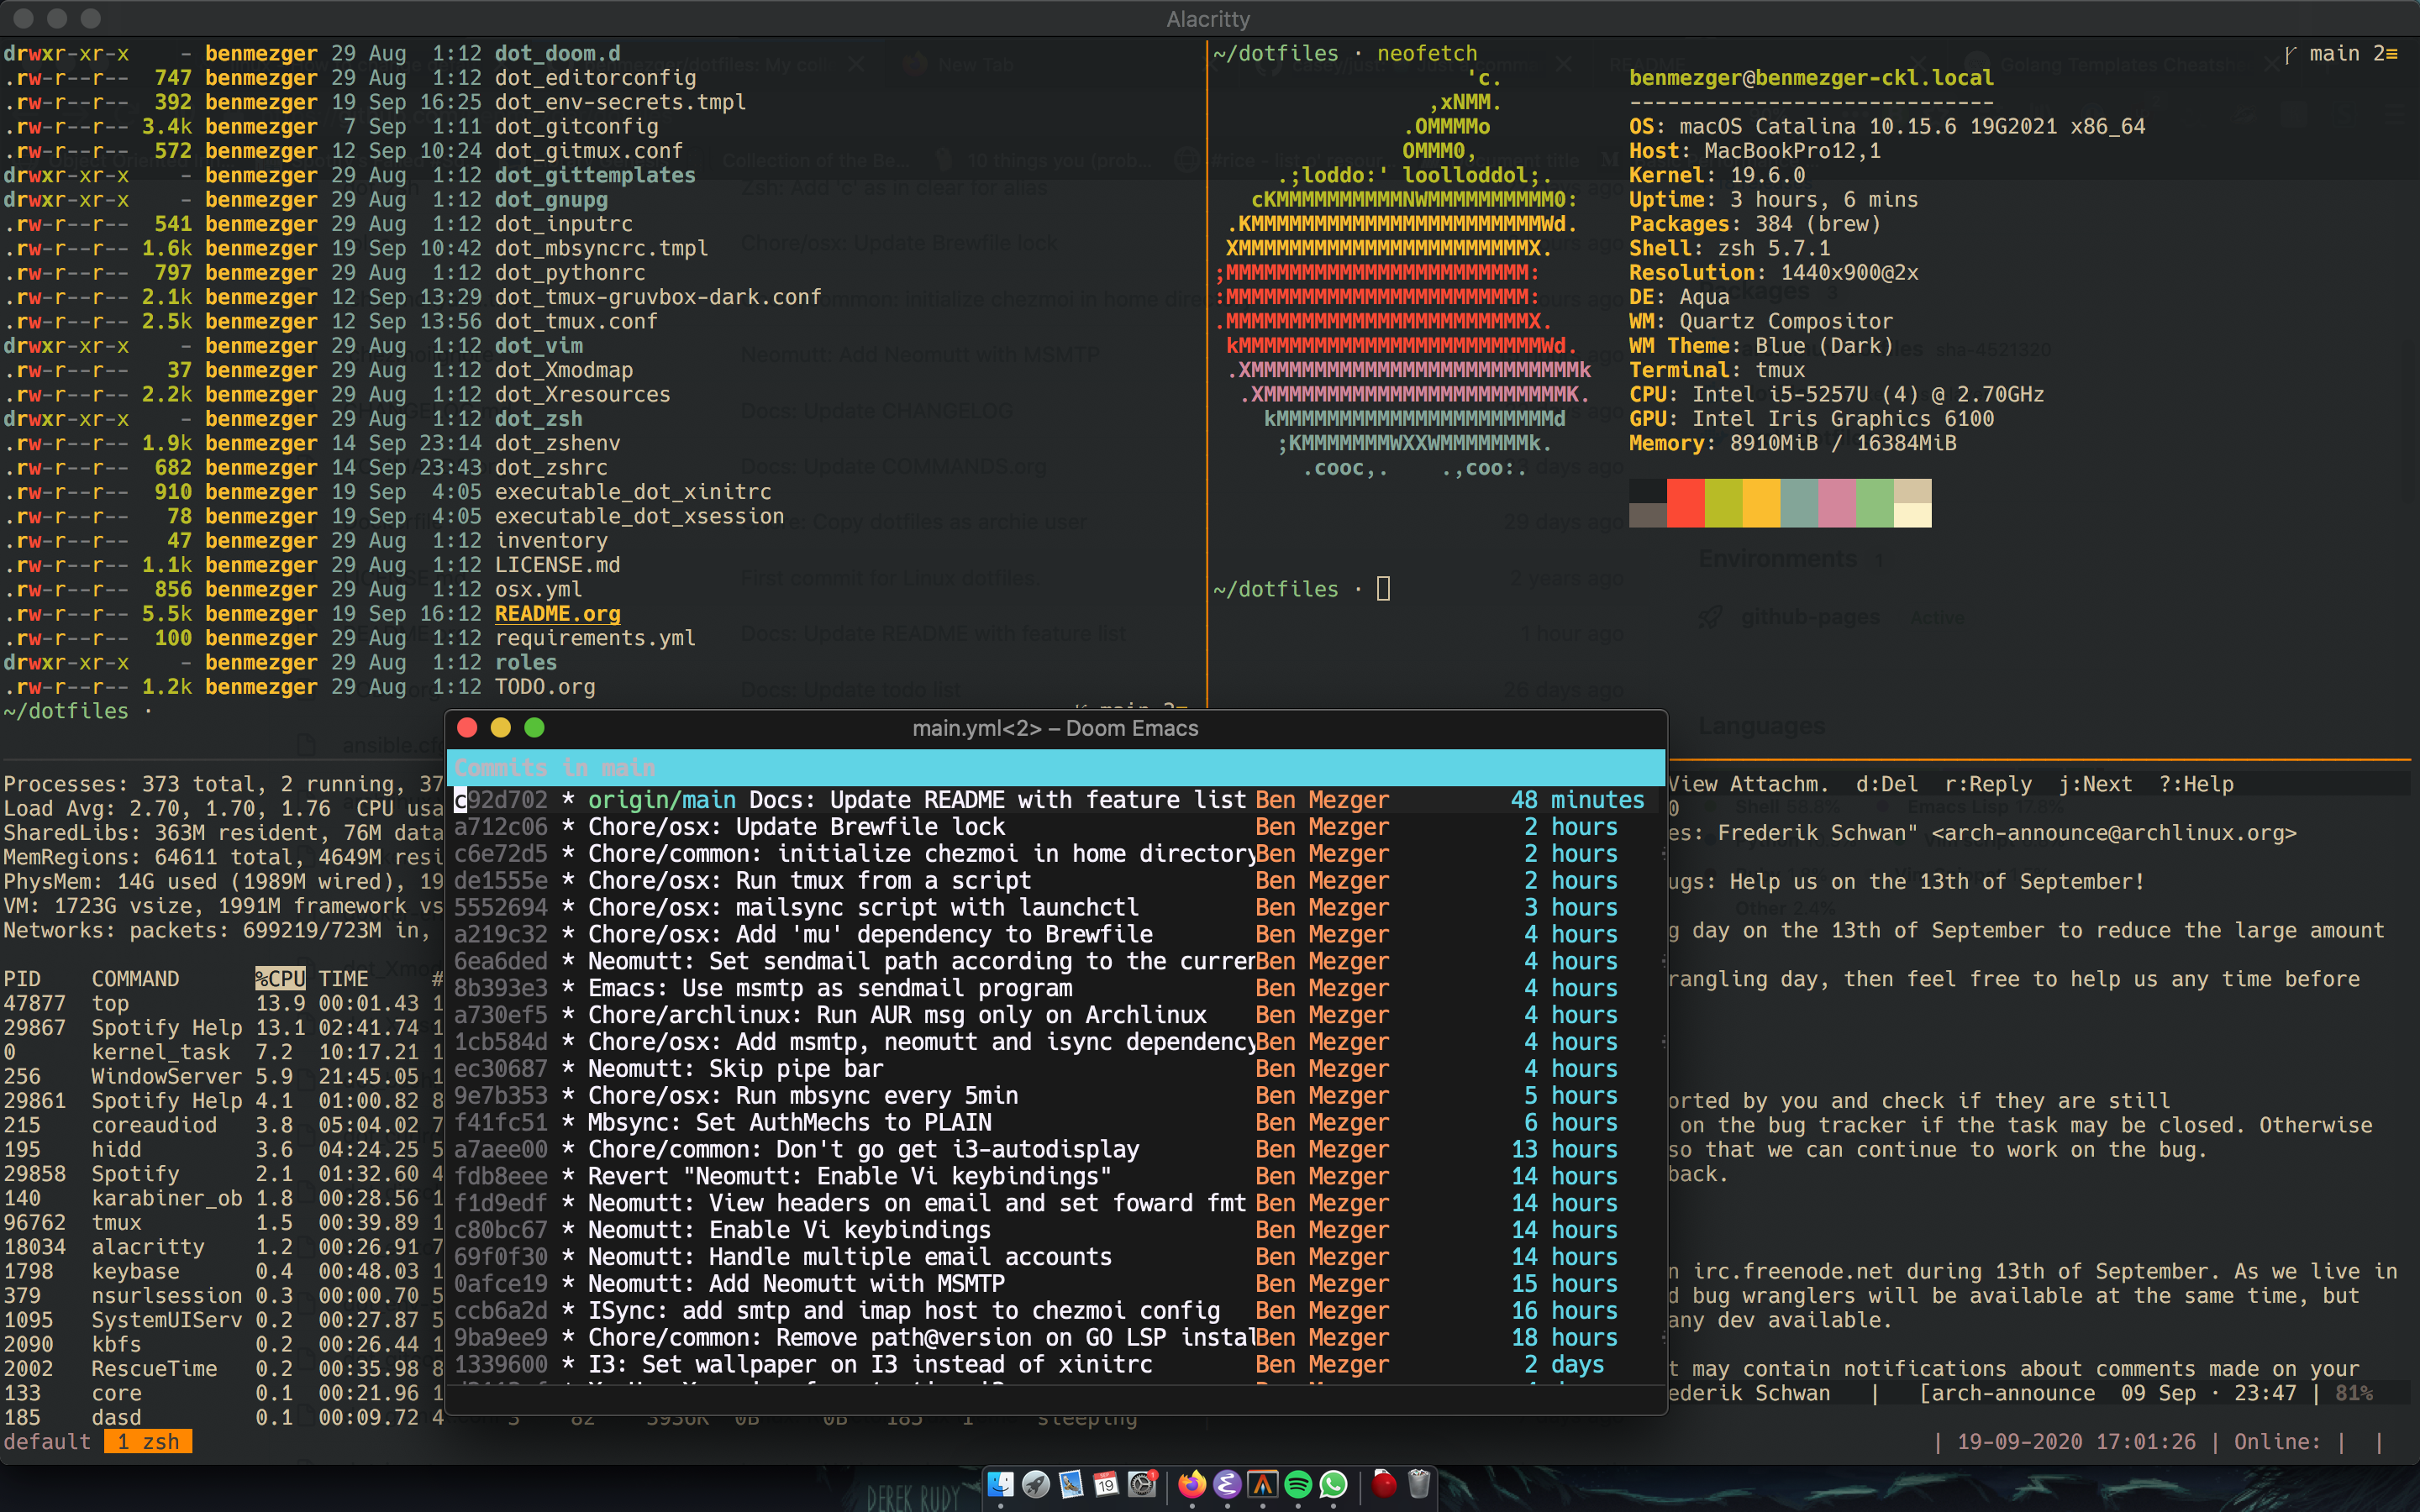 Alacritty
drwxr-xr-x    - benmezger 29 Aug  1:12 dot_doom.d
.rw-r--r--  747 benmezger 29 Aug  1:12 dot_editorconfig
.rw-r--r--  392 benmezger 19 Sep 16:25 dot_env-secrets.tmpl
.rw-r--r-- 3.4k benmezger  7 Sep  1:11 dot_gitconfig
.rw-r--r--  572 benmezger 12 Sep 10:24 dot_gitmux.conf
drwxr-xr-x    - benmezger 29 Aug  1:12 dot_gittemplates
drwxr-xr-x    - benmezger 29 Aug  1:12 dot_gnupg
.rw-r--r--  541 benmezger 29 Aug  1:12 dot_inputrc
.rw-r--r-- 1.6k benmezger 19 Sep 10:42 dot_mbsyncrc.tmpl
.rw-r--r--  797 benmezger 29 Aug  1:12 dot_pythonrc
.rw-r--r-- 2.1k benmezger 12 Sep 13:29 dot_tmux-gruvbox-dark.conf
.rw-r--r-- 2.5k benmezger 12 Sep 13:56 dot_tmux.conf
drwxr-xr-x    - benmezger 29 Aug  1:12 dot_vim
.rw-r--r--   37 benmezger 29 Aug  1:12 dot_Xmodmap
.rw-r--r-- 2.2k benmezger 29 Aug  1:12 dot_Xresources
drwxr-xr-x    - benmezger 29 Aug  1:12 dot_zsh
.rw-r--r-- 1.9k benmezger 14 Sep 23:14 dot_zshenv
.rw-r--r--  682 benmezger 14 Sep 23:43 dot_zshrc
.rw-r--r--  910 benmezger 19 Sep  4:05 executable_dot_xinitrc
.rw-r--r--   78 benmezger 19 Sep  4:05 executable_dot_xsession
.rw-r--r--   47 benmezger 29 Aug  1:12 inventory
.rw-r--r-- 1.1k benmezger 29 Aug  1:12 LICENSE.md
.rw-r--r--  856 benmezger 29 Aug  1:12 osx.yml
.rw-r--r-- 5.5k benmezger 19 Sep 16:12 README.org
.rw-r--r--  100 benmezger 29 Aug  1:12 requirements.yml
drwxr-xr-x    - benmezger 29 Aug  1:12 roles
.rw-r--r-- 1.2k benmezger 29 Aug  1:12 TODO.org
~/dotfiles ·
~/dotfiles · neofetch
main 2≡
'c.
,xNMM.
.OMMMMo
OMMM0,
.;loddo:' loolloddol;.
cKMMMMMMMMMMNWMMMMMMMMMM0:
.KMMMMMMMMMMMMMMMMMMMMMMMWd.
XMMMMMMMMMMMMMMMMMMMMMMMX.
;MMMMMMMMMMMMMMMMMMMMMMMM:
:MMMMMMMMMMMMMMMMMMMMMMMM:
.MMMMMMMMMMMMMMMMMMMMMMMMX.
kMMMMMMMMMMMMMMMMMMMMMMMMWd.
.XMMMMMMMMMMMMMMMMMMMMMMMMMMk
.XMMMMMMMMMMMMMMMMMMMMMMMMK.
kMMMMMMMMMMMMMMMMMMMMMMd
;KMMMMMMMWXXWMMMMMMMk.
.cooc,.    .,coo:.
benmezger@benmezger-ckl.local
-----------------------------
OS: macOS Catalina 10.15.6 19G2021 x86_64
Host: MacBookPro12,1
Kernel: 19.6.0
Uptime: 3 hours, 6 mins
Packages: 384 (brew)
Shell: zsh 5.7.1
Resolution: 1440x900@2x
DE: Aqua
WM: Quartz Compositor
WM Theme: Blue (Dark)
Terminal: tmux
CPU: Intel i5-5257U (4) @ 2.70GHz
GPU: Intel Iris Graphics 6100
Memory: 8910MiB / 16384MiB
~/dotfiles ·
Processes: 373 total, 2 running, 37
Load Avg: 2.70, 1.70, 1.76  CPU usa
SharedLibs: 363M resident, 76M data
MemRegions: 64611 total, 4649M resi
PhysMem: 14G used (1989M wired), 19
VM: 1723G vsize, 1991M framework vs
Networks: packets: 699219/723M in,
PID    COMMAND      %CPU TIME     #
47877  top          13.9 00:01.43 1
29867  Spotify Help 13.1 02:41.74 1
0      kernel_task  7.2  10:17.21 1
256    WindowServer 5.9  21:45.05 1
29861  Spotify Help 4.1  01:00.82 8
215    coreaudiod   3.8  05:04.02 7
195    hidd         3.6  04:24.25 5
29858  Spotify      2.1  01:32.60 4
140    karabiner_ob 1.8  00:28.56 1
96762  tmux         1.5  00:39.89 1
18034  alacritty    1.2  00:26.91 7
1798   keybase      0.4  00:48.03 1
379    nsurlsession 0.3  00:00.70 5
1095   SystemUIServ 0.2  00:27.87 5
2090   kbfs         0.2  00:26.44 1
2002   RescueTime   0.2  00:35.98 8
133    core         0.1  00:21.96 1
185    dasd         0.1  00:09.72 4
main.yml<2> – Doom Emacs
Commits in main
c92d702 * origin/main Docs: Update README with feature list Ben Mezger 48 minutes
a712c06 * Chore/osx: Update Brewfile lock Ben Mezger 2 hours
c6e72d5 * Chore/common: initialize chezmoi in home directory Ben Mezger 2 hours
de1555e * Chore/osx: Run tmux from a script Ben Mezger 2 hours
5552694 * Chore/osx: mailsync script with launchctl Ben Mezger 3 hours
a219c32 * Chore/osx: Add 'mu' dependency to Brewfile Ben Mezger 4 hours
6ea6ded * Neomutt: Set sendmail path according to the curren Ben Mezger 4 hours
8b393e3 * Emacs: Use msmtp as sendmail program Ben Mezger 4 hours
a730ef5 * Chore/archlinux: Run AUR msg only on Archlinux Ben Mezger 4 hours
1cb584d * Chore/osx: Add msmtp, neomutt and isync dependency Ben Mezger 4 hours
ec30687 * Neomutt: Skip pipe bar Ben Mezger 4 hours
9e7b353 * Chore/osx: Run mbsync every 5min Ben Mezger 5 hours
f41fc51 * Mbsync: Set AuthMechs to PLAIN Ben Mezger 6 hours
a7aee00 * Chore/common: Don't go get i3-autodisplay Ben Mezger 13 hours
fdb8eee * Revert "Neomutt: Enable Vi keybindings" Ben Mezger 14 hours
f1d9edf * Neomutt: View headers on email and set foward fmt Ben Mezger 14 hours
c80bc67 * Neomutt: Enable Vi keybindings Ben Mezger 14 hours
69f0f30 * Neomutt: Handle multiple email accounts Ben Mezger 14 hours
0afce19 * Neomutt: Add Neomutt with MSMTP Ben Mezger 15 hours
ccb6a2d * ISync: add smtp and imap host to chezmoi config Ben Mezger 16 hours
9ba9ee9 * Chore/common: Remove path@version on GO LSP instal Ben Mezger 18 hours
1339600 * I3: Set wallpaper on I3 instead of xinitrc Ben Mezger 2 days
View Attachm.  d:Del  r:Reply  j:Next  ?:Help
0
es: Frederik Schwan" <arch-announce@archlinux.org>
ugs: Help us on the 13th of September!
g day on the 13th of September to reduce the large amount
rangling day, then feel free to help us any time before
orted by you and check if they are still
on the bug tracker if the task may be closed. Otherwise
so that we can continue to work on the bug.
back.
n irc.freenode.net during 13th of September. As we live in
d bug wranglers will be available at the same time, but
any dev available.
t may contain notifications about comments made on your
ederik Schwan   |   [arch-announce  09 Sep · 23:47 | 81%
default 1 zsh
| 19-09-2020 17:01:26 | Online: |  |
DEREK RUDY